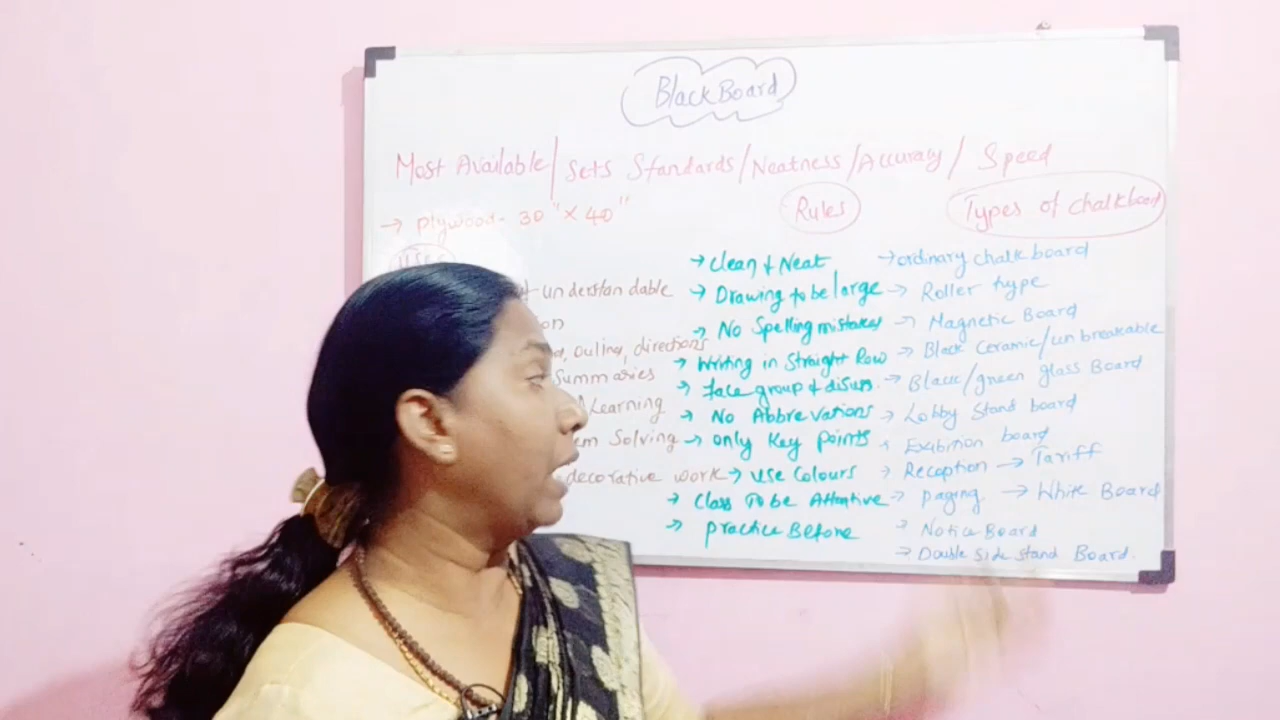 BlackBoard
Most Available/Sets Standards/Neatness/Accuracy/ Speed
→ Plywood- 30"×40"
Uses
understandable
ouling, directions
Summaries
Learning
Solving
decorative work
Rules
→ Clean & Neat
→ Drawing to be large
→ No Spelling mistakes
→ Writing in Straight Row
→ face group & disuss.
→ No Abbrevations
→ only Key points
→ Use Colours
→ Class To be Attentive
→ practice Before
Types of chalkboard
→ ordinary chalk board
→ Roller type
→ Magnetic Board
→ Black Ceramic/unbreakable
→ Black/green glass Board
→ Lobby Stand board
→ Exibition board
→ Reception → Tariff
→ paging → White Board
→ Notice Board
→ Double side stand Board.